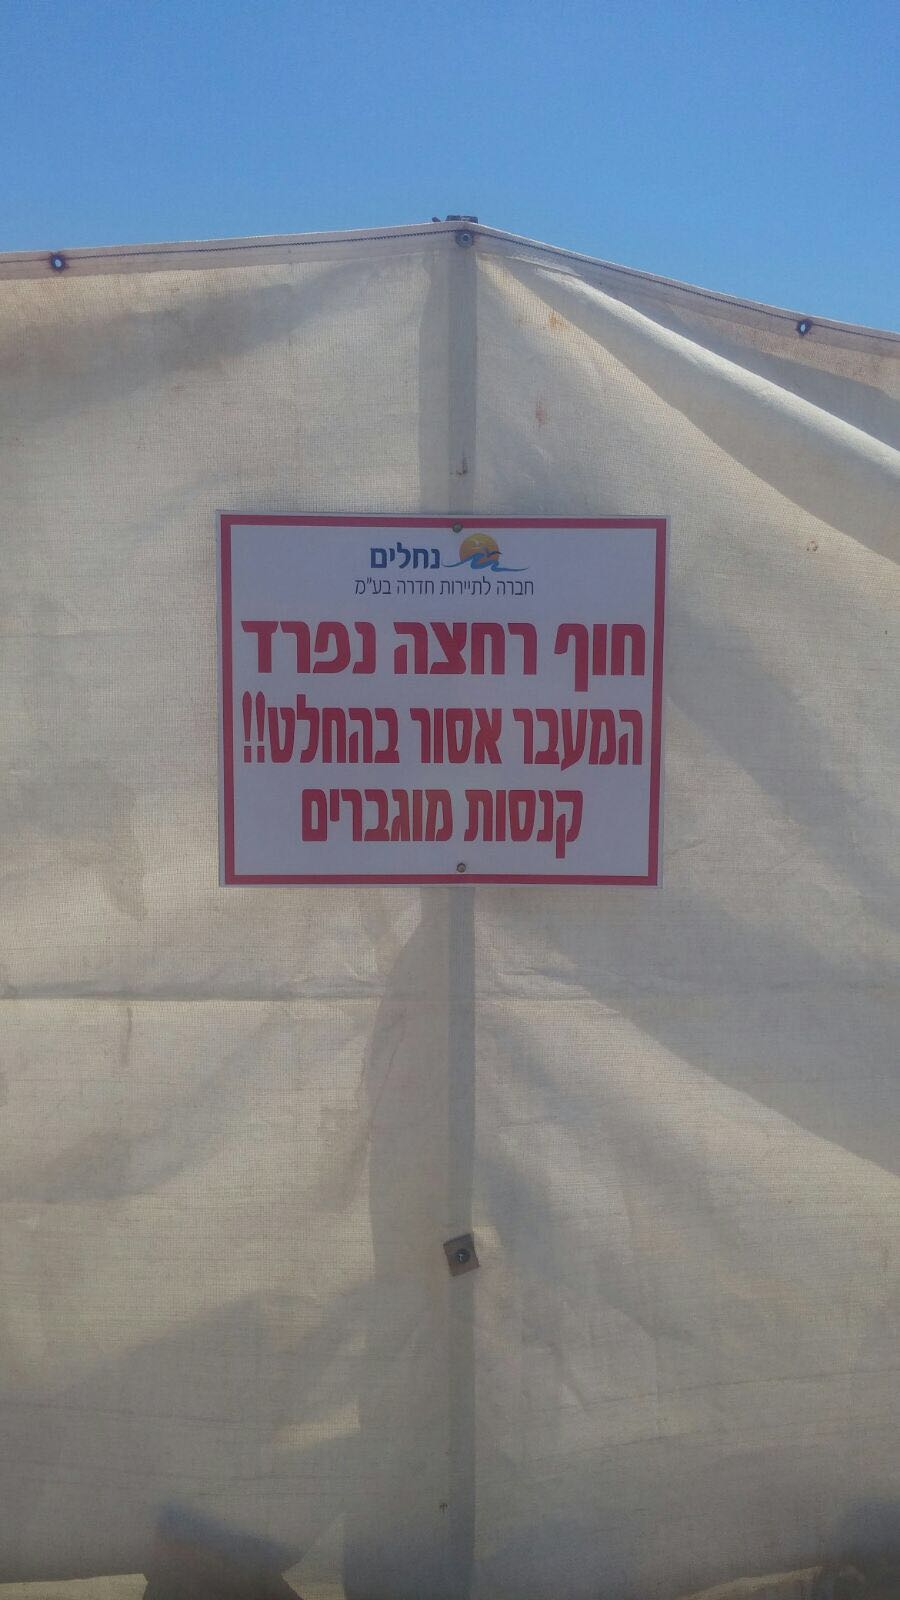 נחלים
חברה לתיירות חדרה בע"מ
חוף רחצה נפרד
המעבר אסור בהחלט!!
קנסות מוגברים